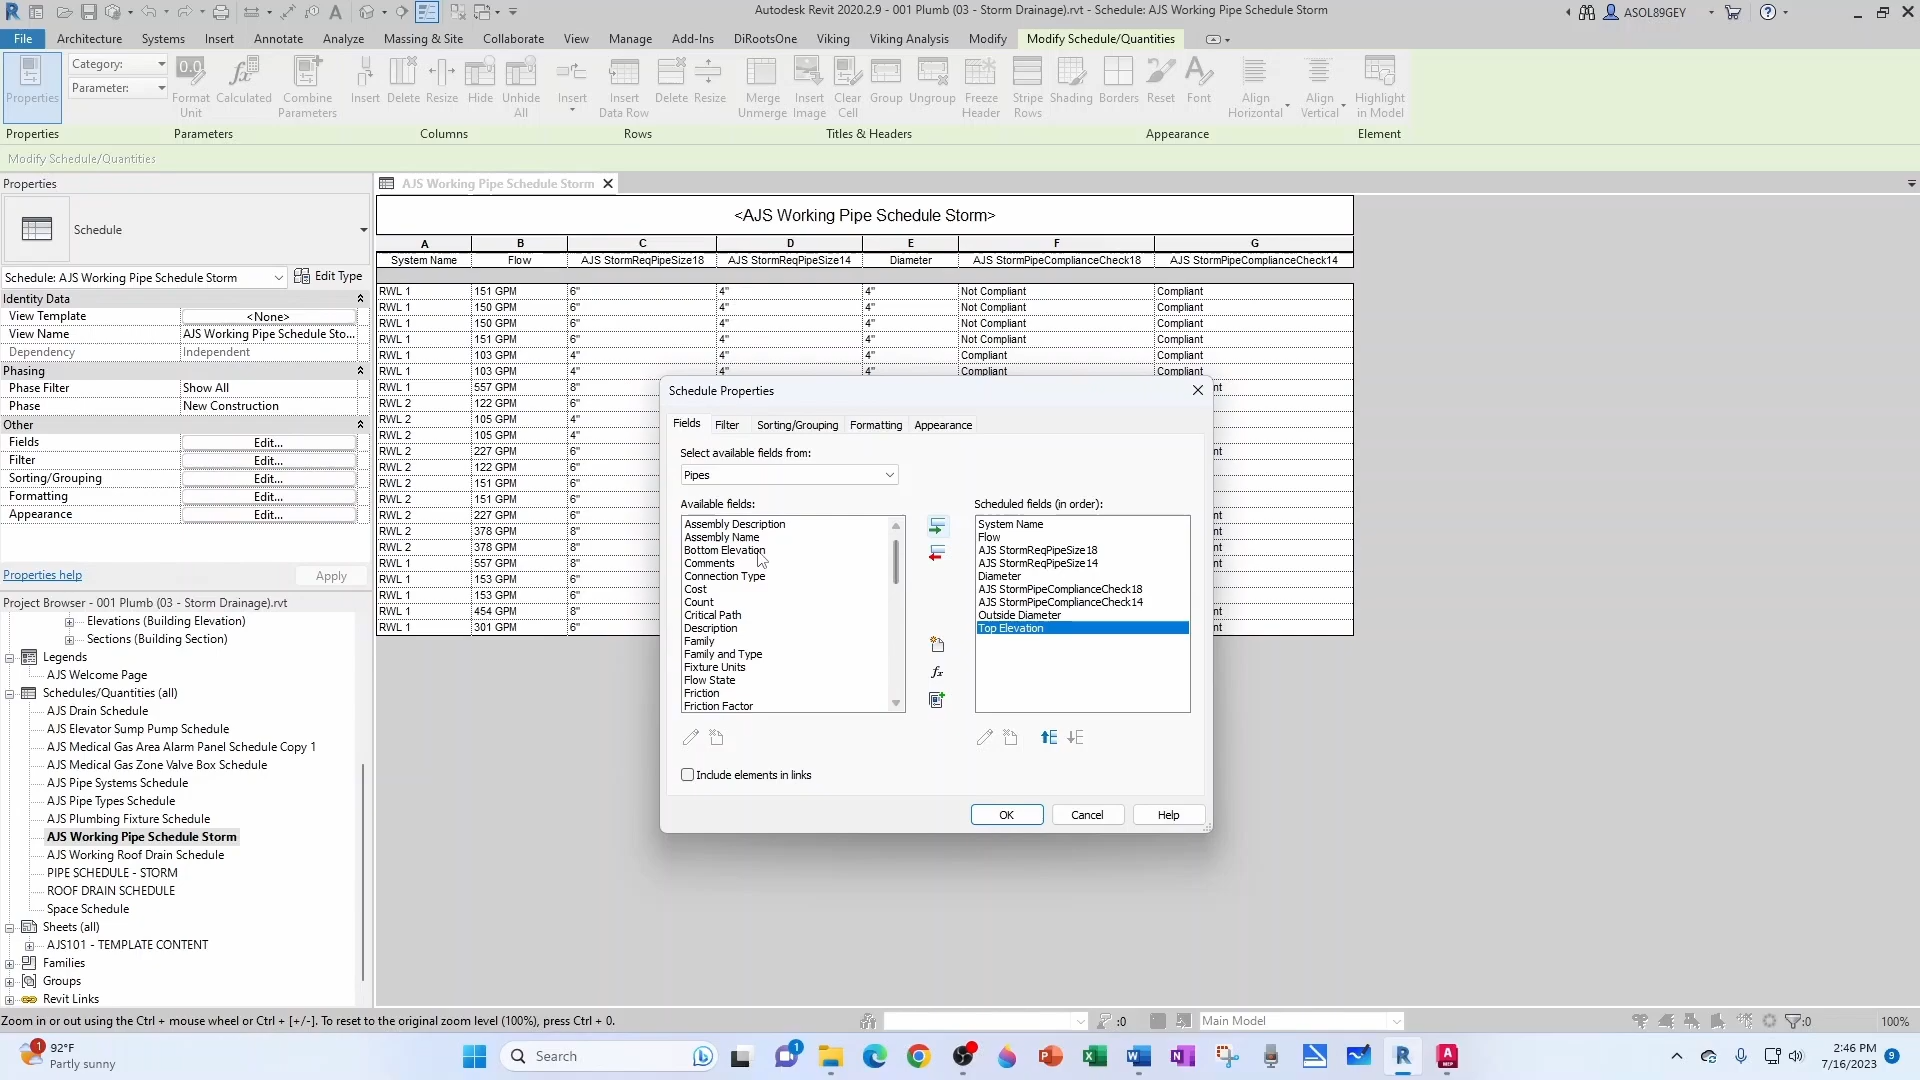 Autodesk Revit 2020.2.9 - 001 Plumb (03 - Storm Drainage).rvt - Schedule: AJS Working Pipe Schedule Storm
ASOL89GEY
File Architecture Systems Insert Annotate Analyze Massing & Site Collaborate View Manage Add-Ins DiRootsOne Viking Viking Analysis Modify Modify Schedule/Quantities
Category:
Parameter:
Properties
Format Unit
Calculated
Combine Parameters
Insert
Delete
Resize
Hide
Unhide All
Insert
Insert Data Row
Delete
Resize
Merge Unmerge
Insert Image
Clear Cell
Group
Ungroup
Freeze Header
Stripe Rows
Shading
Borders
Reset
Font
Align Horizontal
Align Vertical
Highlight in Model
Properties Parameters Columns Rows Titles & Headers Appearance Element
Modify Schedule/Quantities
Properties
Schedule
Schedule: AJS Working Pipe Schedule Storm
Edit Type
Identity Data
View Template <None>
View Name AJS Working Pipe Schedule Sto...
Dependency Independent
Phasing
Phase Filter Show All
Phase New Construction
Other
Fields Edit...
Filter Edit...
Sorting/Grouping Edit...
Formatting Edit...
Appearance Edit...
Properties help
Apply
Project Browser - 001 Plumb (03 - Storm Drainage).rvt
Elevations (Building Elevation)
Sections (Building Section)
Legends
AJS Welcome Page
Schedules/Quantities (all)
AJS Drain Schedule
AJS Elevator Sump Pump Schedule
AJS Medical Gas Area Alarm Panel Schedule Copy 1
AJS Medical Gas Zone Valve Box Schedule
AJS Pipe Systems Schedule
AJS Pipe Types Schedule
AJS Plumbing Fixture Schedule
AJS Working Pipe Schedule Storm
AJS Working Roof Drain Schedule
PIPE SCHEDULE - STORM
ROOF DRAIN SCHEDULE
Space Schedule
Sheets (all)
AJS101 - TEMPLATE CONTENT
Families
Groups
Revit Links
AJS Working Pipe Schedule Storm
<AJS Working Pipe Schedule Storm>
A B C D E F G
System Name Flow AJS StormReqPipeSize18 AJS StormReqPipeSize14 Diameter AJS StormPipeComplianceCheck18 AJS StormPipeComplianceCheck14
RWL 1 151 GPM 6" 4" 4" Not Compliant Compliant
RWL 1 150 GPM 6" 4" 4" Not Compliant Compliant
RWL 1 150 GPM 6" 4" 4" Not Compliant Compliant
RWL 1 151 GPM 6" 4" 4" Not Compliant Compliant
RWL 1 103 GPM 4" 4" 4" Compliant Compliant
RWL 1 103 GPM 4" 4" 4" Compliant Compliant
RWL 1 557 GPM 8" nt
RWL 2 122 GPM 6"
RWL 2 105 GPM 4"
RWL 2 105 GPM 4"
RWL 2 227 GPM 6" nt
RWL 2 122 GPM 6"
RWL 2 151 GPM 6"
RWL 2 151 GPM 6"
RWL 2 227 GPM 6" nt
RWL 2 378 GPM 8" nt
RWL 2 378 GPM 8" nt
RWL 1 557 GPM 8" nt
RWL 1 153 GPM 6"
RWL 1 153 GPM 6"
RWL 1 454 GPM 8" nt
RWL 1 301 GPM 6" nt
Schedule Properties
Fields Filter Sorting/Grouping Formatting Appearance
Select available fields from:
Pipes
Available fields:
Assembly Description
Assembly Name
Bottom Elevation
Comments
Connection Type
Cost
Count
Critical Path
Description
Family
Family and Type
Fixture Units
Flow State
Friction
Friction Factor
Scheduled fields (in order):
System Name
Flow
AJS StormReqPipeSize18
AJS StormReqPipeSize14
Diameter
AJS StormPipeComplianceCheck18
AJS StormPipeComplianceCheck14
Outside Diameter
Top Elevation
Include elements in links
OK Cancel Help
Zoom in or out using the Ctrl + mouse wheel or Ctrl + [+/-]. To reset to the original zoom level (100%), press Ctrl + 0.
:0
Main Model
:0
100%
1
92°F
Partly sunny
Search
1
2:46 PM
7/16/2023
9